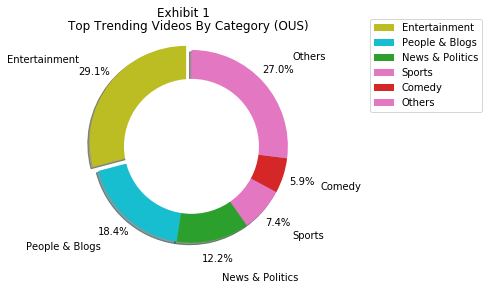 Exhibit 1
Top Trending Videos By Category (OUS)
Entertainment
29.1%
Others
27.0%
5.9%
Comedy
7.4%
Sports
12.2%
News & Politics
18.4%
People & Blogs
Entertainment
People & Blogs
News & Politics
Sports
Comedy
Others